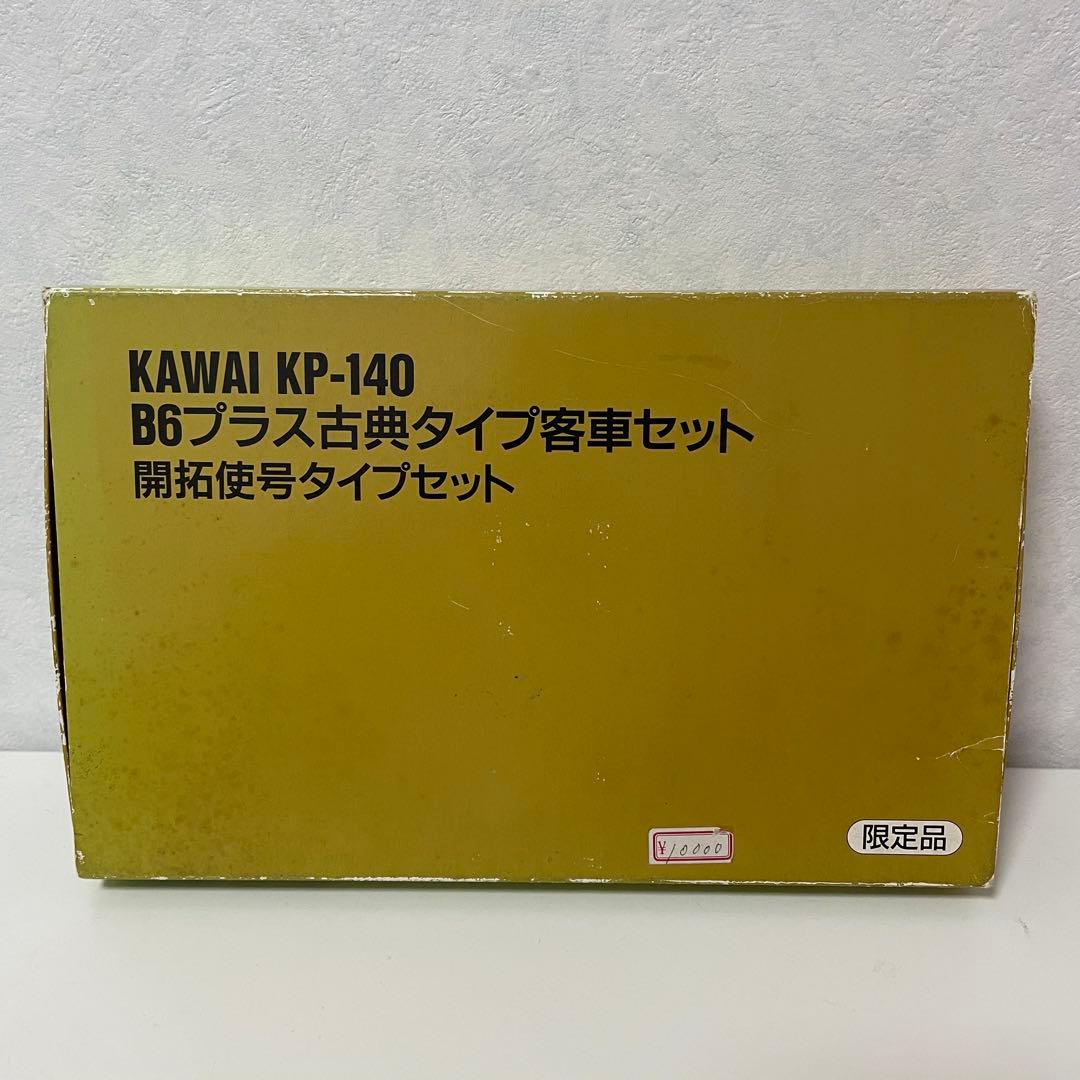 KAWAI KP-140
B6プラス古典タイプ客車セット
開拓使号タイプセット
¥10000
限定品